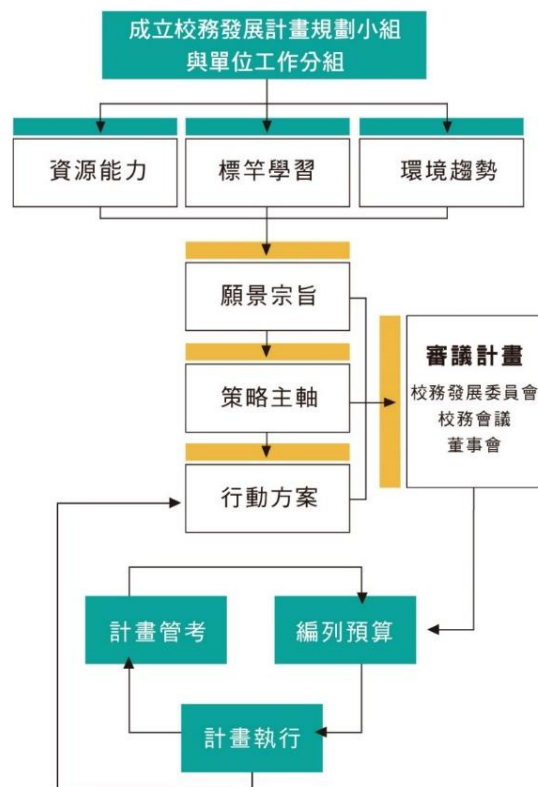 成立校務發展計畫規劃小組
與單位工作分組
資源能力
標竿學習
環境趨勢
願景宗旨
策略主軸
行動方案
審議計畫
校務發展委員會
校務會議
董事會
計畫管考
編列預算
計畫執行